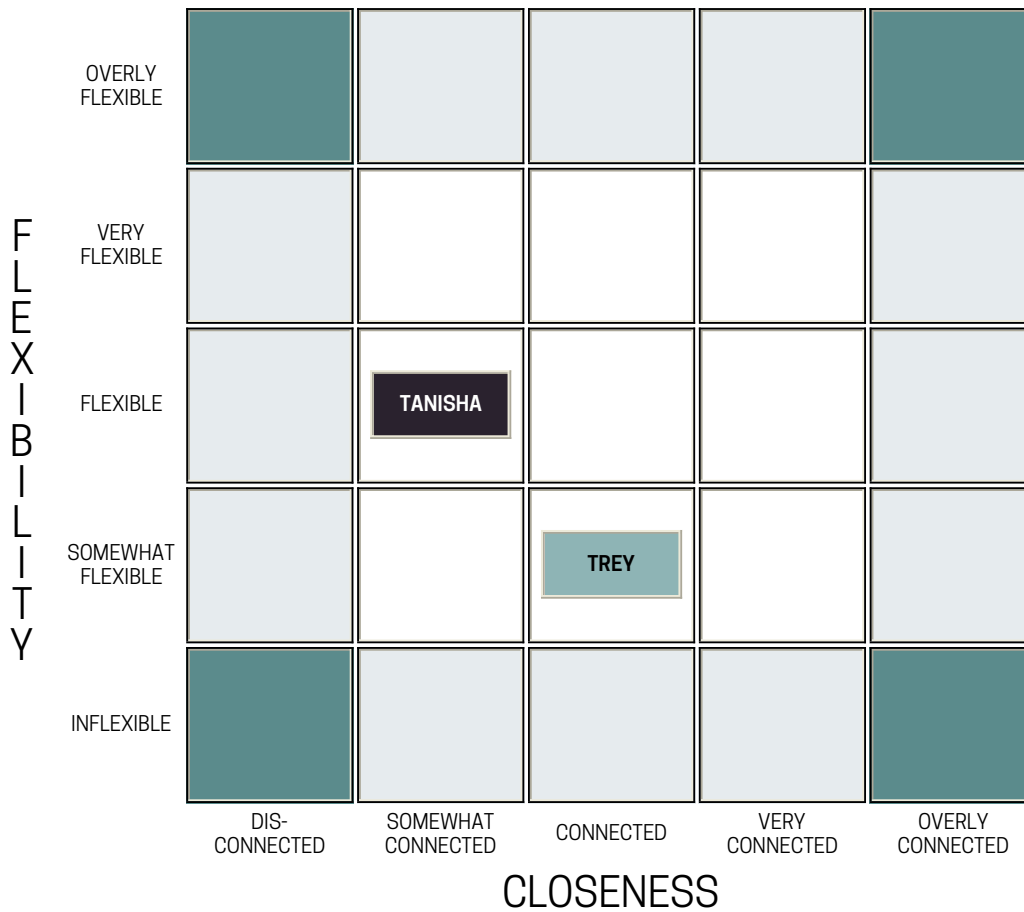 OVERLY
FLEXIBLE
VERY
FLEXIBLE
FLEXIBILITY
FLEXIBLE
TANISHA
SOMEWHAT
FLEXIBLE
TREY
INFLEXIBLE
DIS-
CONNECTED
SOMEWHAT
CONNECTED
CONNECTED
VERY
CONNECTED
OVERLY
CONNECTED
CLOSENESS